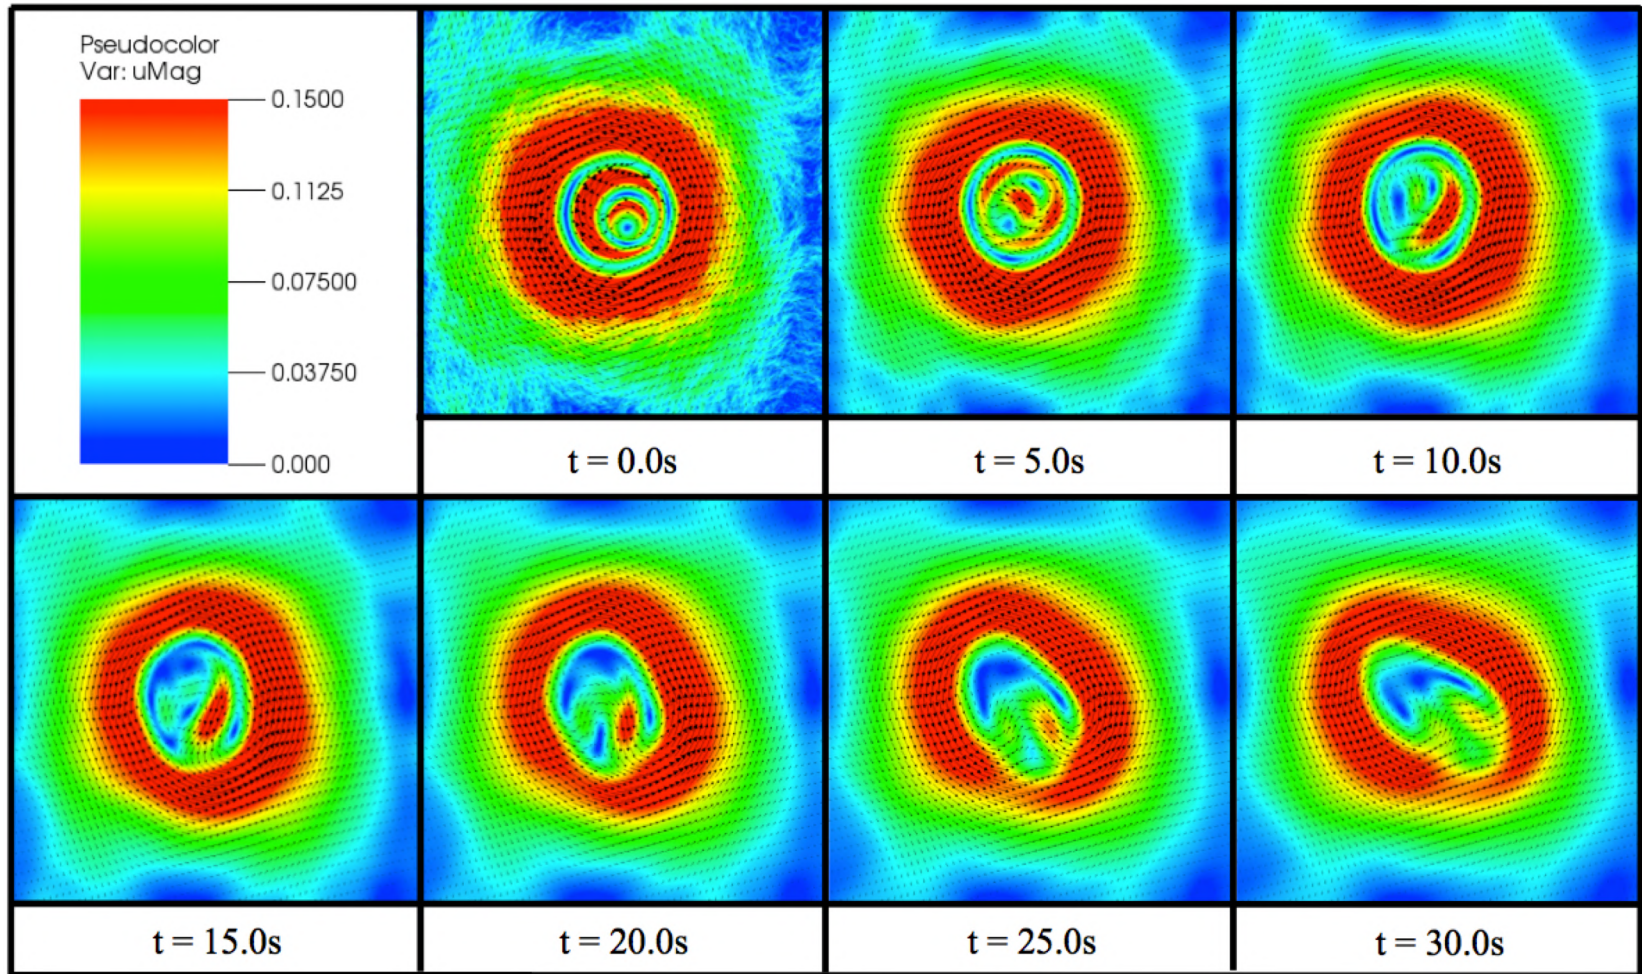 Pseudocolor
Var: uMag
0.1500
0.1125
0.07500
0.03750
0.000
t = 0.0s
t = 5.0s
t = 10.0s
t = 15.0s
t = 20.0s
t = 25.0s
t = 30.0s